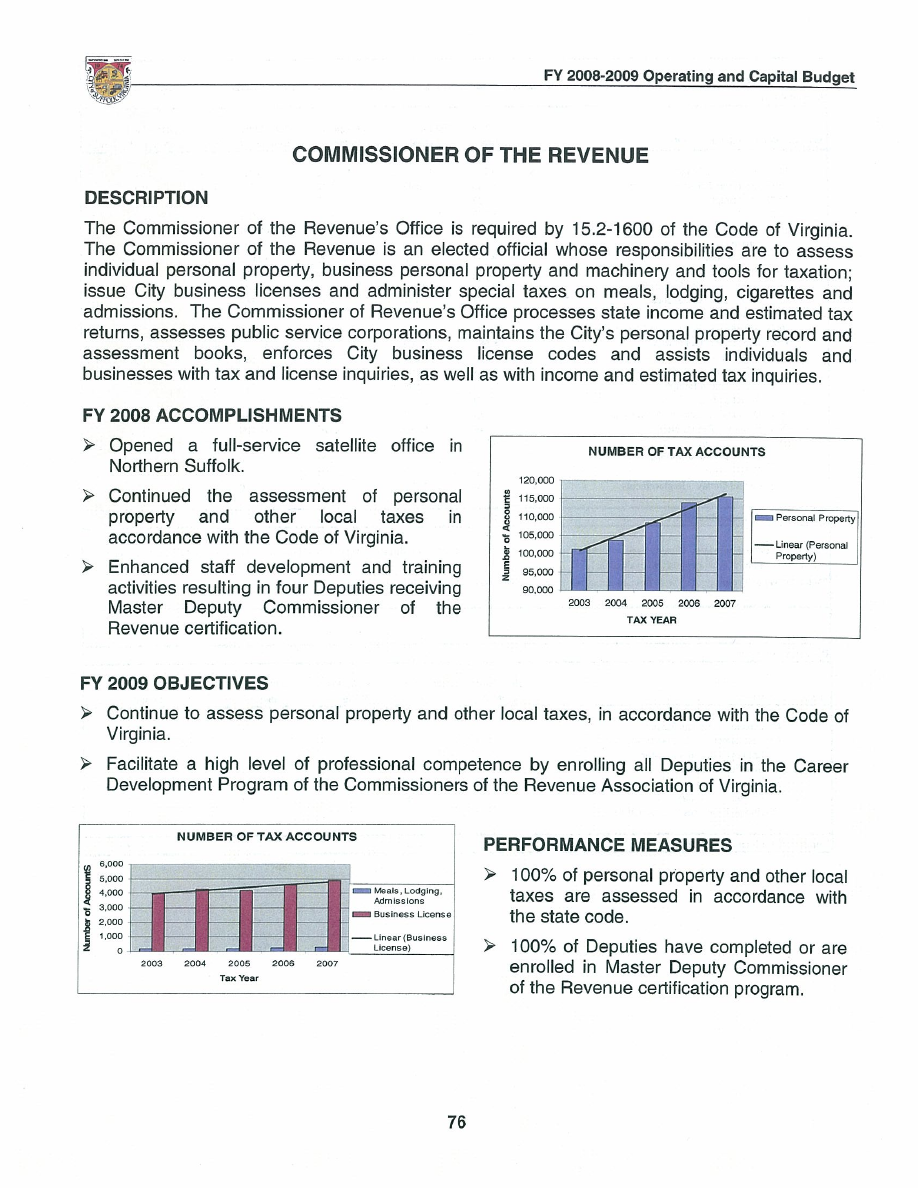 FY 2008-2009 Operating and Capital Budget
COMMISSIONER OF THE REVENUE
DESCRIPTION
The Commissioner of the Revenue's Office is required by 15.2-1600 of the Code of Virginia.
The Commissioner of the Revenue is an elected official whose responsibilities are to assess
individual personal property, business personal property and machinery and tools for taxation;
issue City business licenses and administer special taxes on meals, lodging, cigarettes and
admissions. The Commissioner of Revenue's Office processes state income and estimated tax
returns, assesses public service corporations, maintains the City's personal property record and
assessment books, enforces City business license codes and assists individuals and
businesses with tax and license inquiries, as well as with income and estimated tax inquiries.
FY 2008 ACCOMPLISHMENTS
➢ Opened a full-service satellite office in
Northern Suffolk.
➢ Continued the assessment of personal
property and other local taxes in
accordance with the Code of Virginia.
➢ Enhanced staff development and training
activities resulting in four Deputies receiving
Master Deputy Commissioner of the
Revenue certification.
NUMBER OF TAX ACCOUNTS
Number of Accounts
120,000
115,000
110,000
105,000
100,000
95,000
90,000
2003 2004 2005 2006 2007
TAX YEAR
Personal Property
Linear (Personal
Property)
FY 2009 OBJECTIVES
➢ Continue to assess personal property and other local taxes, in accordance with the Code of
Virginia.
➢ Facilitate a high level of professional competence by enrolling all Deputies in the Career
Development Program of the Commissioners of the Revenue Association of Virginia.
NUMBER OF TAX ACCOUNTS
Number of Accounts
6,000
5,000
4,000
3,000
2,000
1,000
0
2003 2004 2005 2006 2007
Tax Year
Meals, Lodging,
Admissions
Business License
Linear (Business
License)
PERFORMANCE MEASURES
➢ 100% of personal property and other local
taxes are assessed in accordance with
the state code.
➢ 100% of Deputies have completed or are
enrolled in Master Deputy Commissioner
of the Revenue certification program.
76